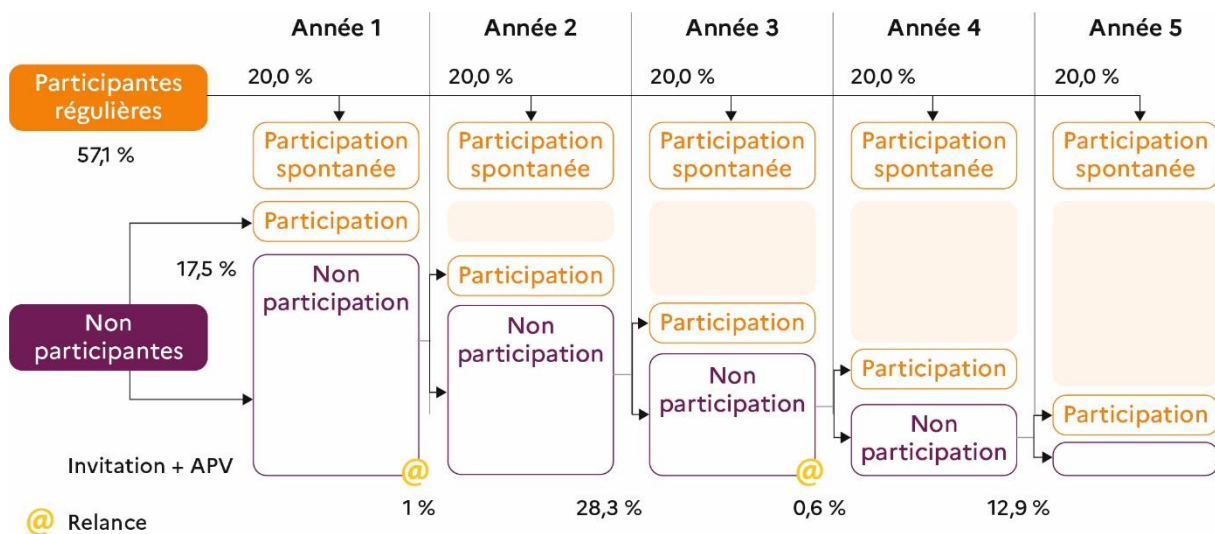 Année 1
Année 2
Année 3
Année 4
Année 5
Participantes
régulières
57,1 %
20,0 %
20,0 %
20,0 %
20,0 %
20,0 %
Participation
spontanée
Participation
spontanée
Participation
spontanée
Participation
spontanée
Participation
spontanée
Participation
17,5 %
Non
participation
Participation
Non
participantes
Non
participation
Participation
Non
participation
Participation
Non
participation
Participation
Invitation + APV
@
@
1 %
28,3 %
0,6 %
12,9 %
@ Relance